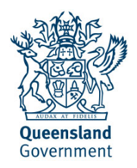 AUDAX AT FIDELIS
Queensland
Government